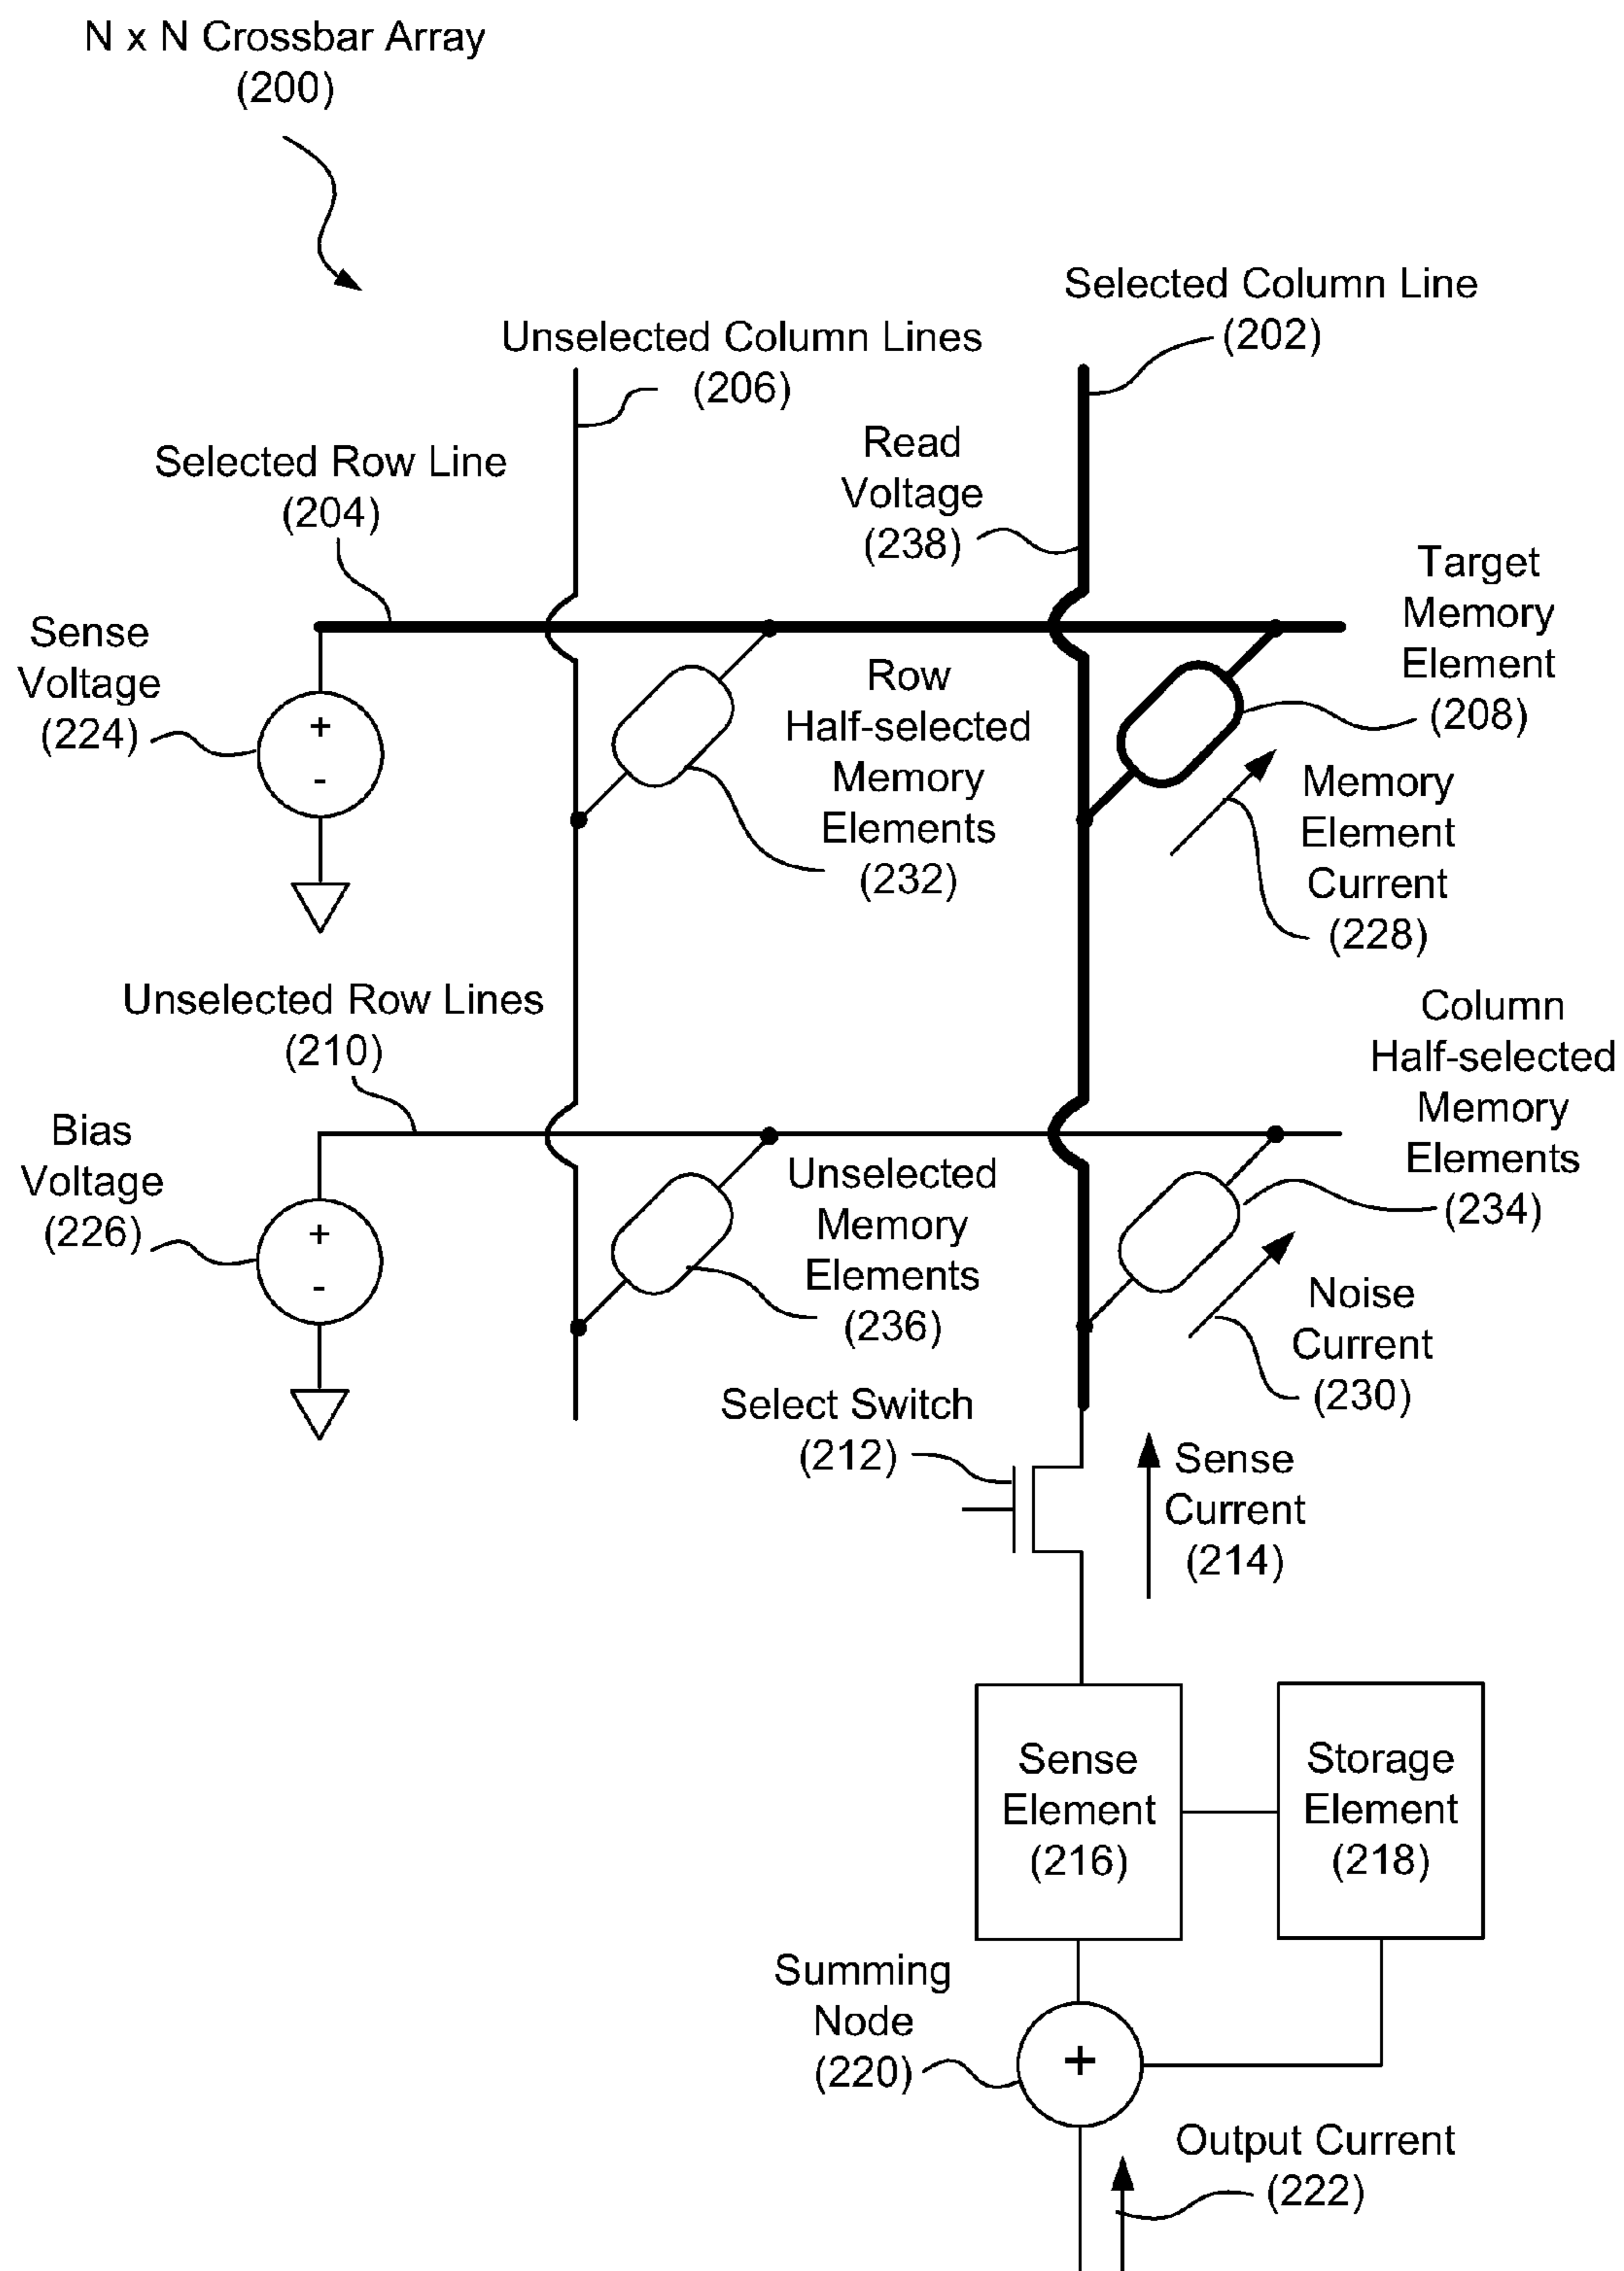 N x N Crossbar Array
(200)
Selected Column Line
(202)
Unselected Column Lines
(206)
Read
Voltage
(238)
Selected Row Line
(204)
Target
Memory
Element
(208)
Sense
Voltage
(224)
+
-
Row
Half-selected
Memory
Elements
(232)
Memory
Element
Current
(228)
Unselected Row Lines
(210)
Column
Half-selected
Memory
Elements
(234)
Bias
Voltage
(226)
+
-
Unselected
Memory
Elements
(236)
Noise
Current
(230)
Select Switch
(212)
Sense
Current
(214)
Sense
Element
(216)
Storage
Element
(218)
Summing
Node
(220)
+
Output Current
(222)